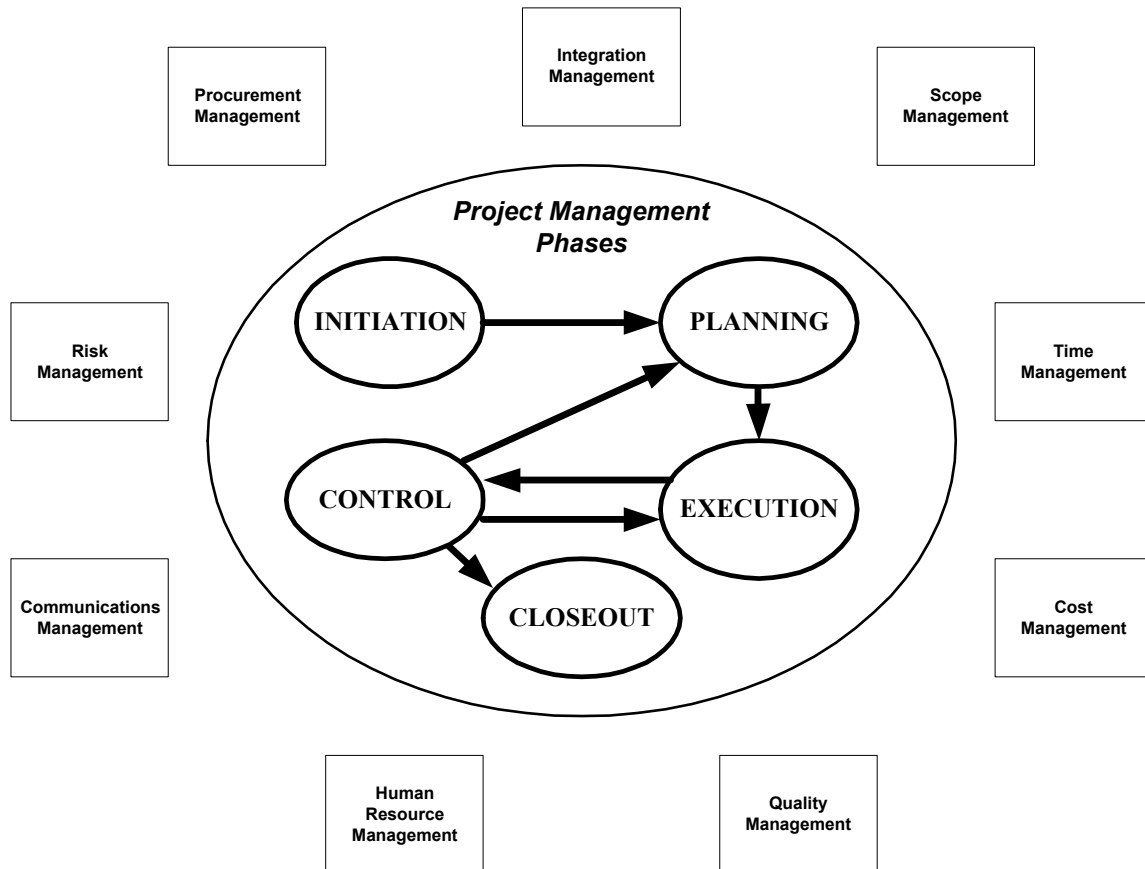 Integration
Management
Procurement
Management
Scope
Management
Project Management
Phases
INITIATION
PLANNING
Risk
Management
Time
Management
CONTROL
EXECUTION
Communications
Management
CLOSEOUT
Cost
Management
Human
Resource
Management
Quality
Management